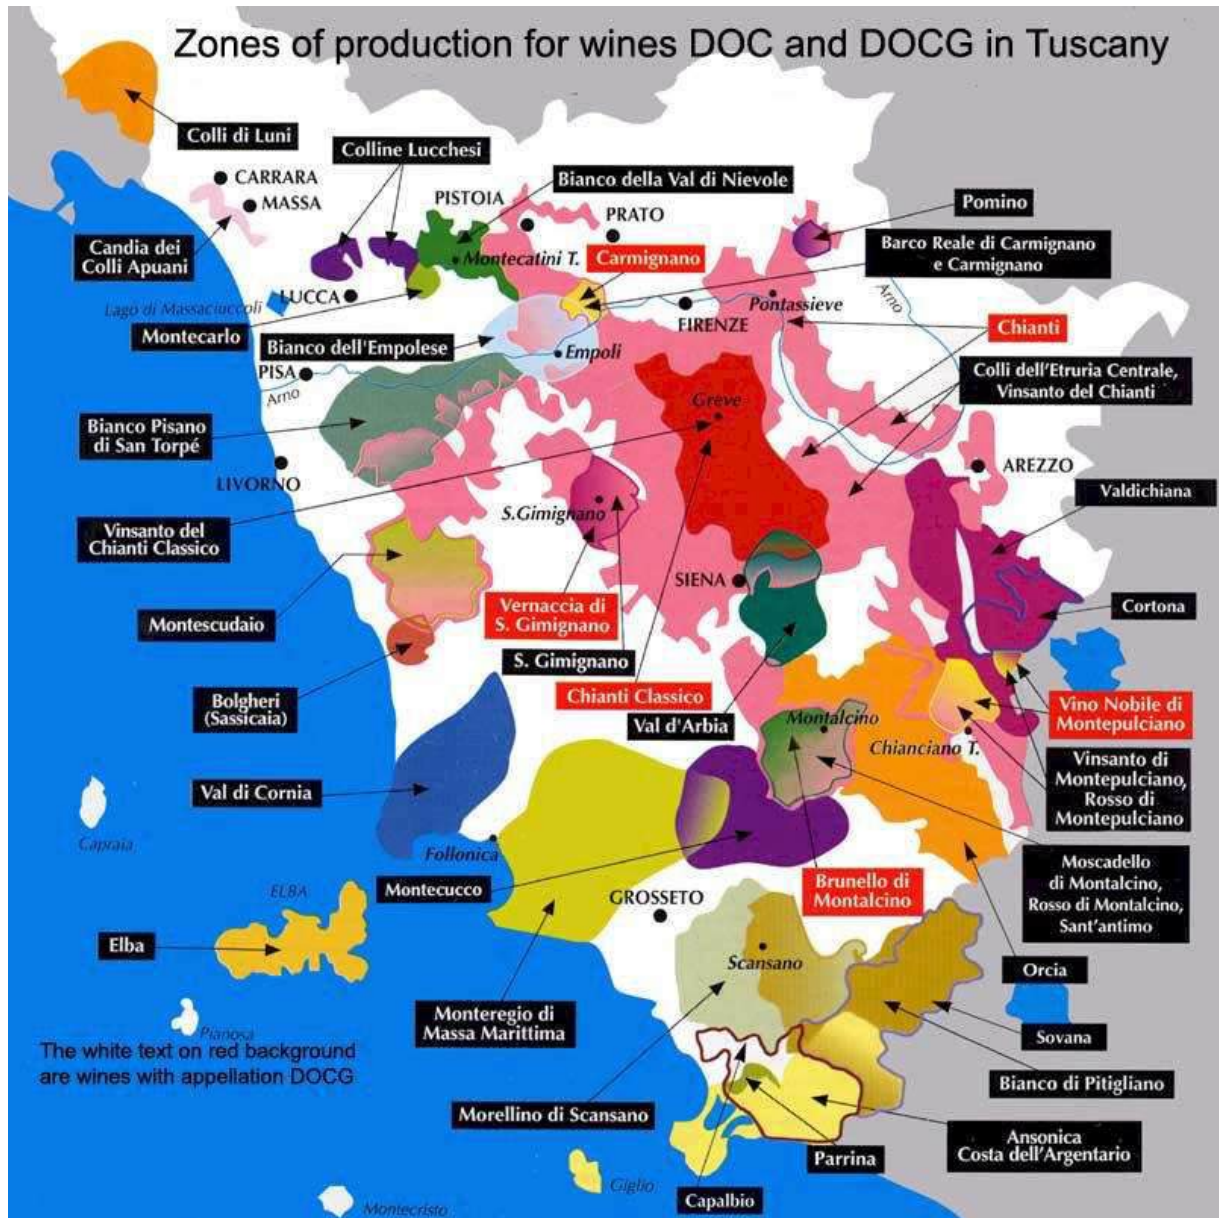 Zones of production for wines DOC and DOCG in Tuscany
Colli di Luni
Colline Lucchesi
CARRARA
Bianco della Val di Nievole
PISTOIA
MASSA
PRATO
Pomino
Candia dei
Colli Apuani
Montecatini T.
Carmignano
Barco Reale di Carmignano
e Carmignano
Lago di Massaciuccoli
LUCCA
Pontassieve
Arno
Montecarlo
FIRENZE
Chianti
Bianco dell'Empolese
Empoli
PISA
Arno
Colli dell'Etruria Centrale,
Vinsanto del Chianti
Greve
Bianco Pisano
di San Torpé
AREZZO
LIVORNO
Valdichiana
S.Gimignano
Vinsanto del
Chianti Classico
SIENA
Cortona
Vernaccia di
S. Gimignano
Montescudaio
S. Gimignano
Chianti Classico
Bolgheri
(Sassicaia)
Val d'Arbia
Montalcino
Vino Nobile di
Montepulciano
Chianciano T.
Vinsanto di
Montepulciano,
Rosso di
Montepulciano
Val di Cornia
Capraia
Follonica
Montecucco
Brunello di
Montalcino
Moscadello
di Montalcino,
Rosso di Montalcino,
Sant'antimo
ELBA
GROSSETO
Elba
Scansano
Orcia
Monteregio di
Massa Marittima
Pianosa
Sovana
The white text on red background
are wines with appellation DOCG
Bianco di Pitigliano
Morellino di Scansano
Ansonica
Costa dell'Argentario
Parrina
Giglio
Capalbio
Montecristo